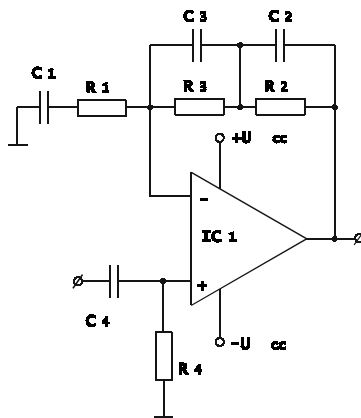 C 3 C 2
C 1
R 1 R 3 R 2
+U cc
-
IC 1
+
C 4
-U cc
R 4